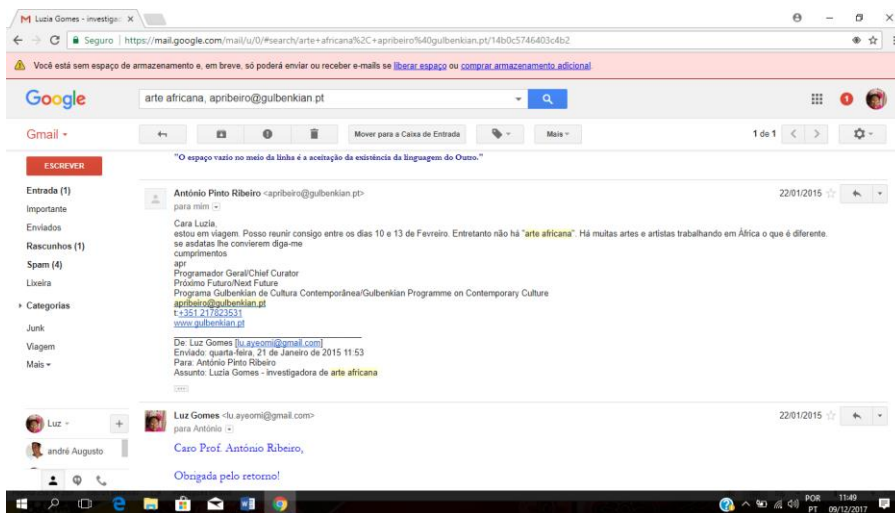 Luzia Gomes - investigaç
Seguro | https://mail.google.com/mail/u/0/#search/arte+africana%2C+apribeiro%40gulbenkian.pt/14b0c5746403c4b2
Você está sem espaço de armazenamento e, em breve, só poderá enviar ou receber e-mails se liberar espaço ou comprar armazenamento adicional.
Google
arte africana, apribeiro@gulbenkian.pt
1
Gmail
Mover para a Caixa de Entrada
Mais
1 de 1
ESCREVER
Entrada (1)
Importante
Enviados
Rascunhos (1)
Spam (4)
Lixeira
Categorias
Junk
Viagem
Mais
"O espaço vazio no meio da linha é a aceitação da existência da linguagem do Outro."
António Pinto Ribeiro <apribeiro@gulbenkian.pt>
22/01/2015
para mim
Cara Luzia,
estou em viagem. Posso reunir consigo entre os dias 10 e 13 de Fevreiro. Entretanto não há "arte africana". Há muitas artes e artistas trabalhando em África o que é diferente.
se asdatas lhe convierem diga-me
cumprimentos
apr
Programador Geral/Chief Curator
Próximo Futuro/Next Future
Programa Gulbenkian de Cultura Contemporânea/Gulbenkian Programme on Contemporary Culture
apribeiro@gulbenkian.pt
t:+351 217823531
www.gulbenkian.pt
De: Luz Gomes [lu.ayeomi@gmail.com]
Enviado: quarta-feira, 21 de Janeiro de 2015 11:53
Para: António Pinto Ribeiro
Assunto: Luzia Gomes - investigadora de arte africana
Luz Gomes <lu.ayeomi@gmail.com>
22/01/2015
para António
Caro Prof. António Ribeiro,
Obrigada pelo retorno!
Luz
andré Augusto
POR
PT
11:49
09/12/2017